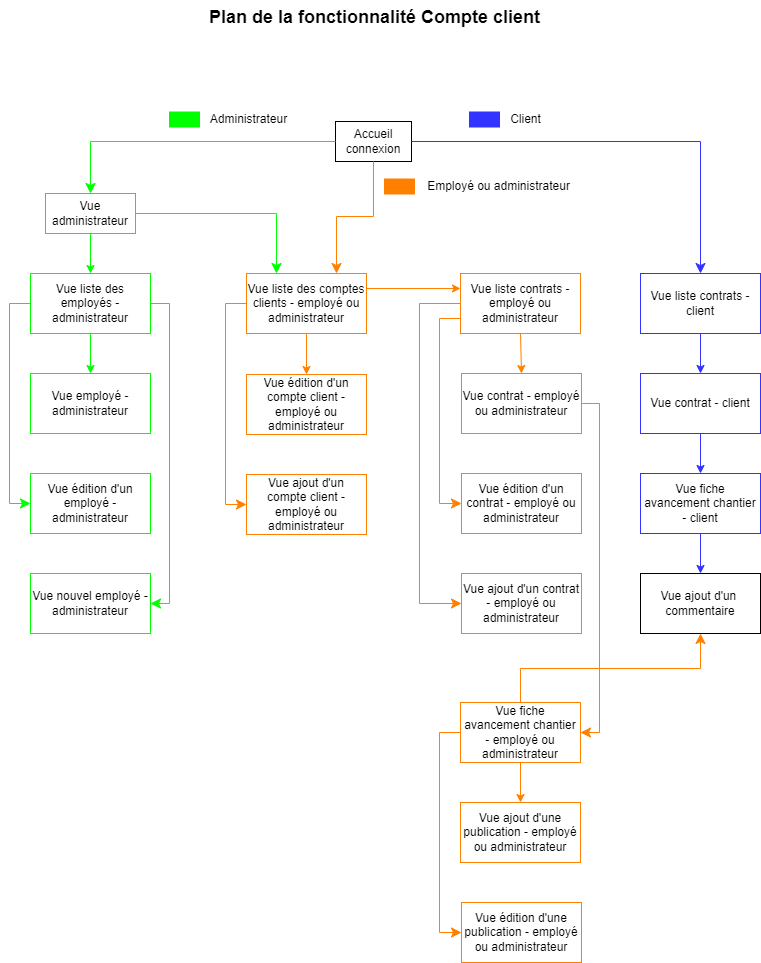 Plan de la fonctionnalité Compte client
Administrateur
Accueil
connexion
Client
Employé ou administrateur
Vue
administrateur
Vue liste des
employés -
administrateur
Vue liste des comptes
clients - employé ou
administrateur
Vue liste contrats -
employé ou
administrateur
Vue liste contrats -
client
Vue employé -
administrateur
Vue édition d'un
compte client -
employé ou
administrateur
Vue contrat - employé
ou administrateur
Vue contrat - client
Vue édition d'un
employé -
administrateur
Vue ajout d'un
compte client -
employé ou
administrateur
Vue édition d'un
contrat - employé ou
administrateur
Vue fiche
avancement chantier
- client
Vue nouvel employé -
administrateur
Vue ajout d'un contrat
- employé ou
administrateur
Vue ajout d'un
commentaire
Vue fiche
avancement chantier
- employé ou
administrateur
Vue ajout d'une
publication - employé
ou administrateur
Vue édition d'une
publication - employé
ou administrateur